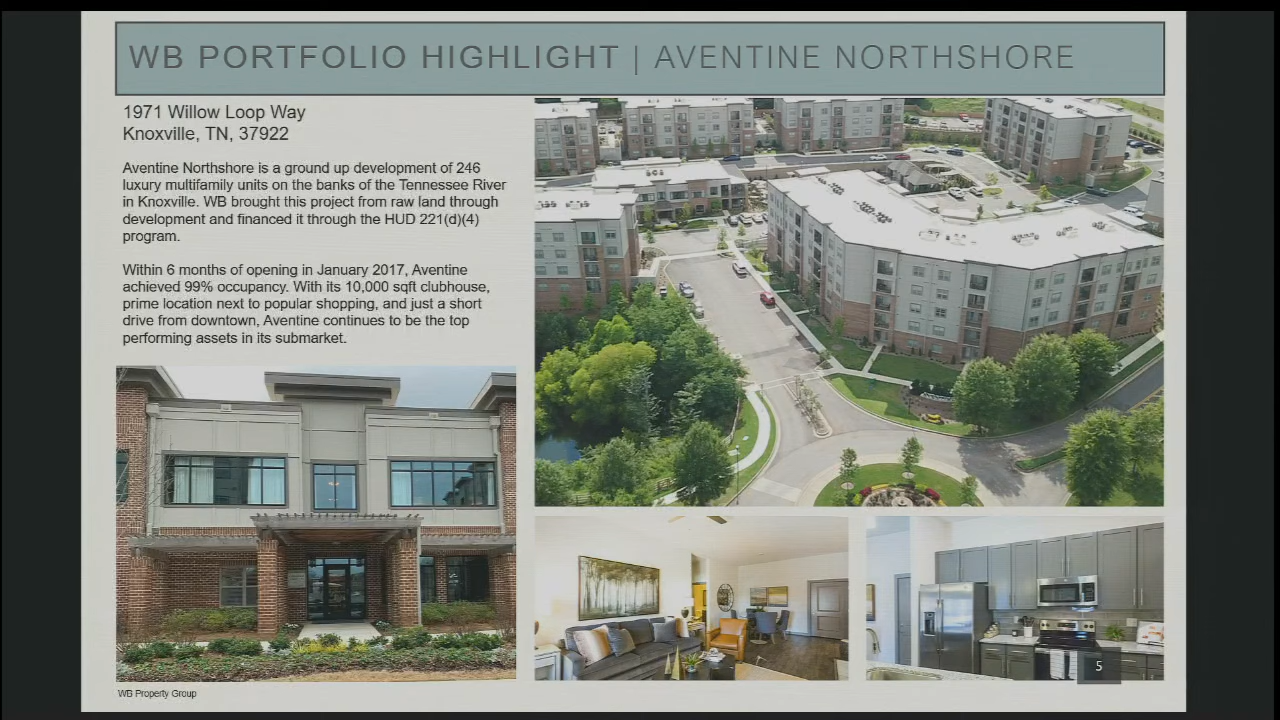 WB PORTFOLIO HIGHLIGHT | AVENTINE NORTHSHORE
1971 Willow Loop Way
Knoxville, TN, 37922
Aventine Northshore is a ground up development of 246
luxury multifamily units on the banks of the Tennessee River
in Knoxville. WB brought this project from raw land through
development and financed it through the HUD 221(d)(4)
program.
Within 6 months of opening in January 2017, Aventine
achieved 99% occupancy. With its 10,000 sqft clubhouse,
prime location next to popular shopping, and just a short
drive from downtown, Aventine continues to be the top
performing assets in its submarket.
5
WB Property Group